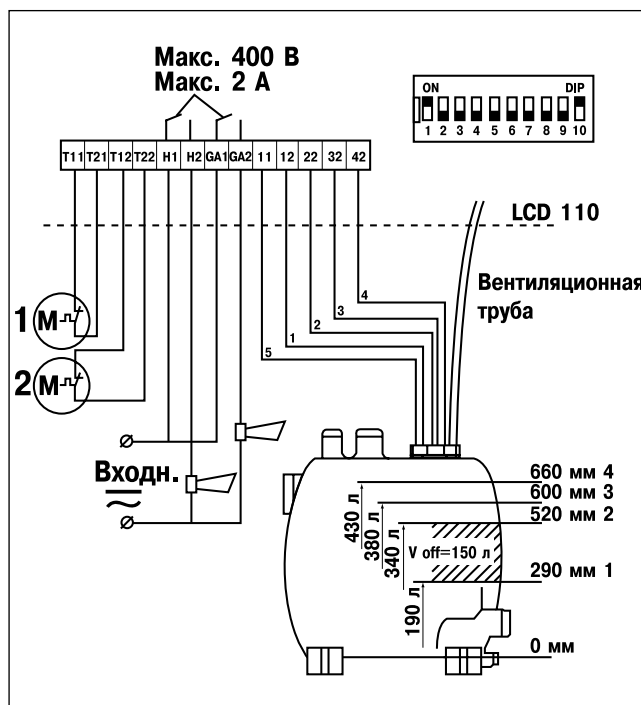 Макс. 400 В
Макс. 2 А
ON DIP
1 2 3 4 5 6 7 8 9 10
T11 T21 T12 T22 H1 H2 GA1 GA2 11 12 22 32 42
LCD 110
Вентиляционная
труба
4
3
2
1
5
1 M
2 M
Входн.
660 мм 4
600 мм 3
520 мм 2
290 мм 1
0 мм
430 л
380 л
340 л
V off=150 л
190 л